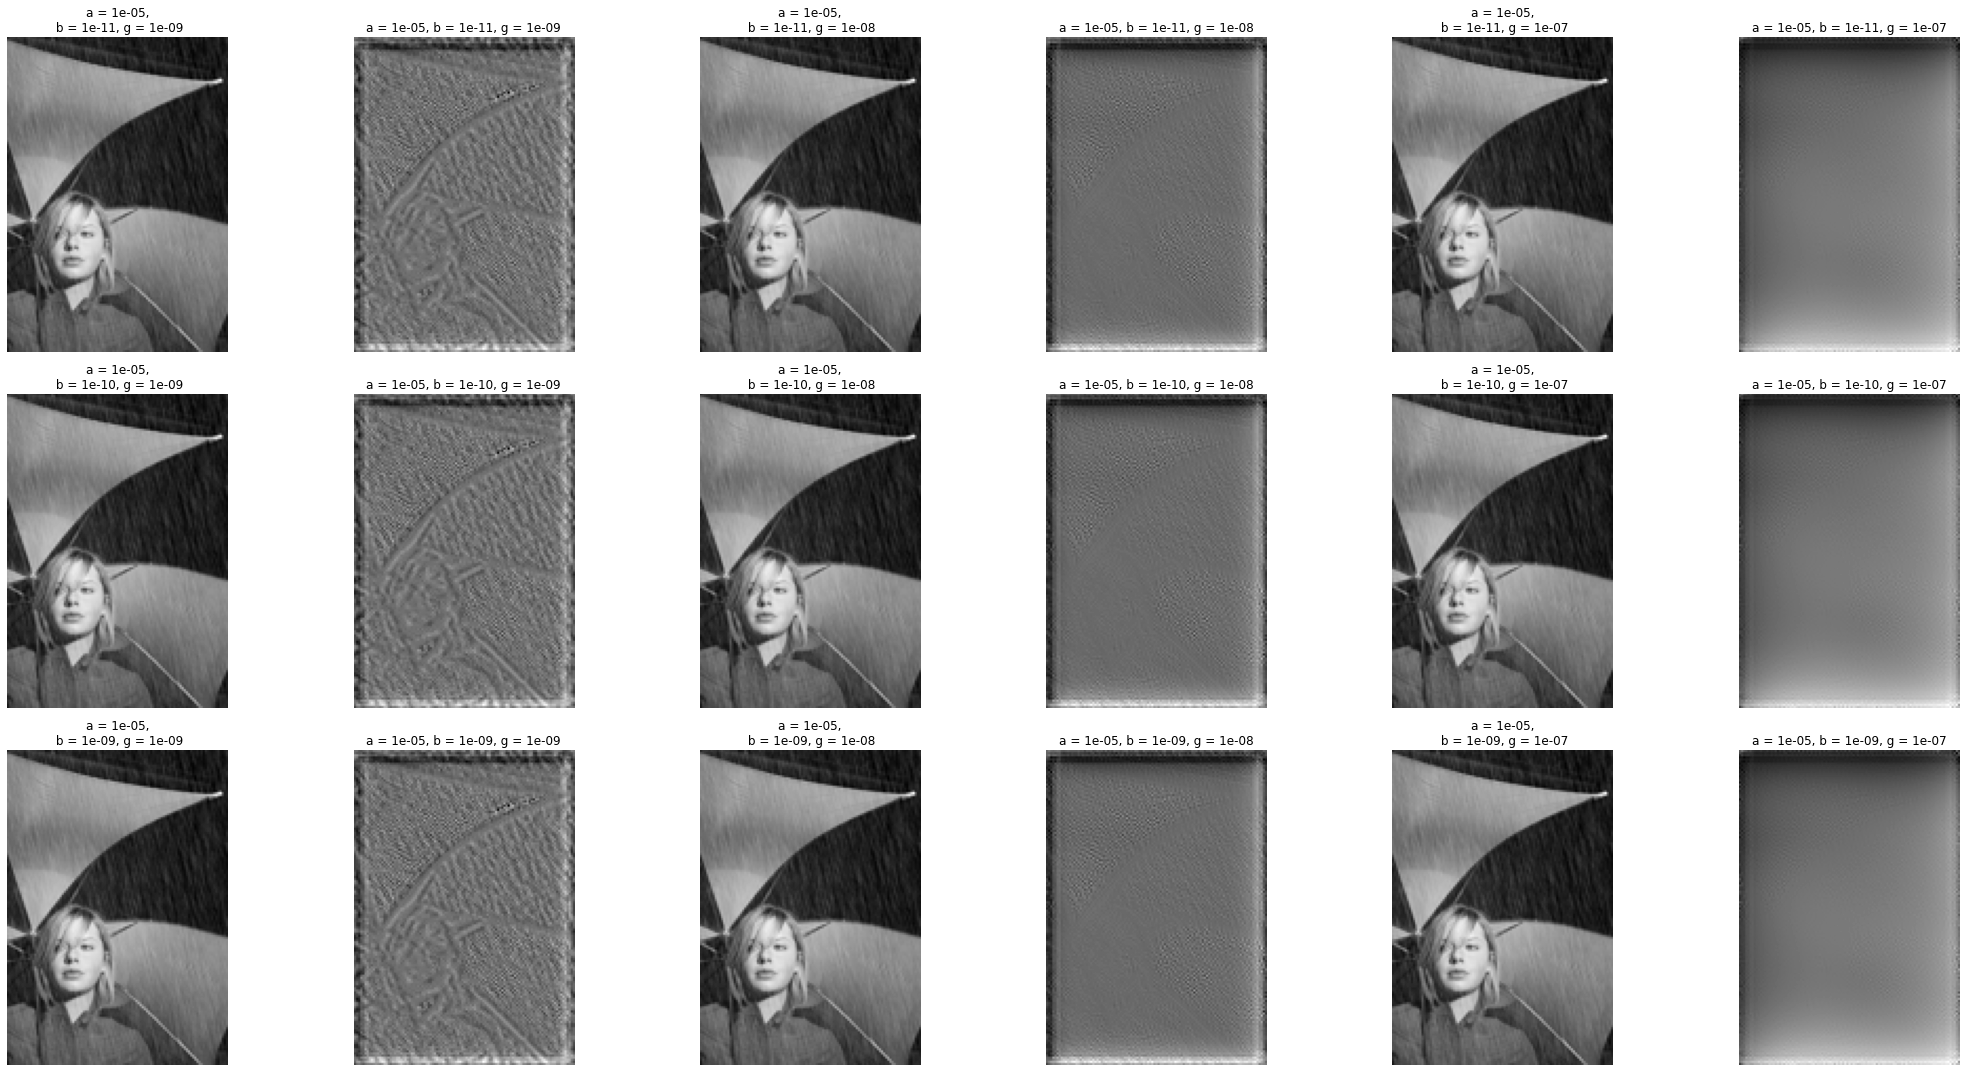 a = 1e-05,
b = 1e-11, g = 1e-09
a = 1e-05, b = 1e-11, g = 1e-09
a = 1e-05,
b = 1e-11, g = 1e-08
a = 1e-05, b = 1e-11, g = 1e-08
a = 1e-05,
b = 1e-11, g = 1e-07
a = 1e-05, b = 1e-11, g = 1e-07
a = 1e-05,
b = 1e-10, g = 1e-09
a = 1e-05, b = 1e-10, g = 1e-09
a = 1e-05,
b = 1e-10, g = 1e-08
a = 1e-05, b = 1e-10, g = 1e-08
a = 1e-05,
b = 1e-10, g = 1e-07
a = 1e-05, b = 1e-10, g = 1e-07
a = 1e-05,
b = 1e-09, g = 1e-09
a = 1e-05, b = 1e-09, g = 1e-09
a = 1e-05,
b = 1e-09, g = 1e-08
a = 1e-05, b = 1e-09, g = 1e-08
a = 1e-05,
b = 1e-09, g = 1e-07
a = 1e-05, b = 1e-09, g = 1e-07